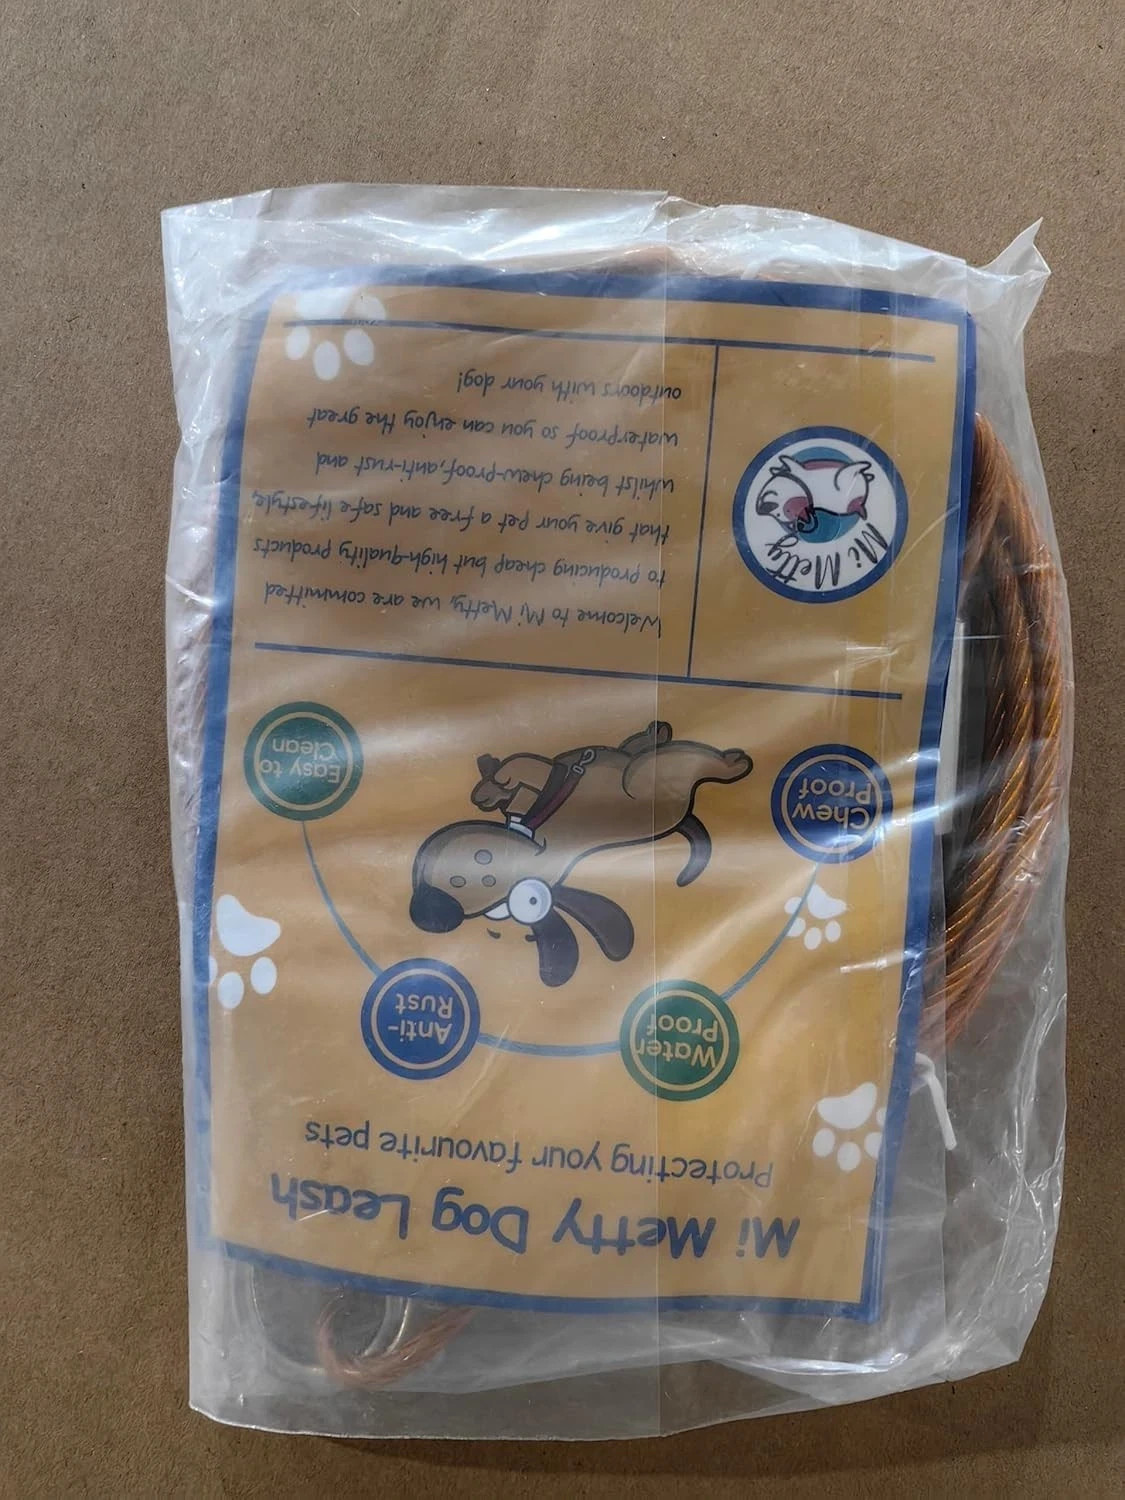 Mi Metty Dog Leash
Protecting your favourite pets
Water
Proof
Anti-
Rust
Chew
Proof
Easy to
Clean
Mi Metty
Welcome to Mi Metty, we are committed
to producing cheap but high-quality products
that give your pet a free and safe lifestyle,
whilst being chew-proof,anti-rust and
waterproof so you can enjoy the great
outdoors with your dog!